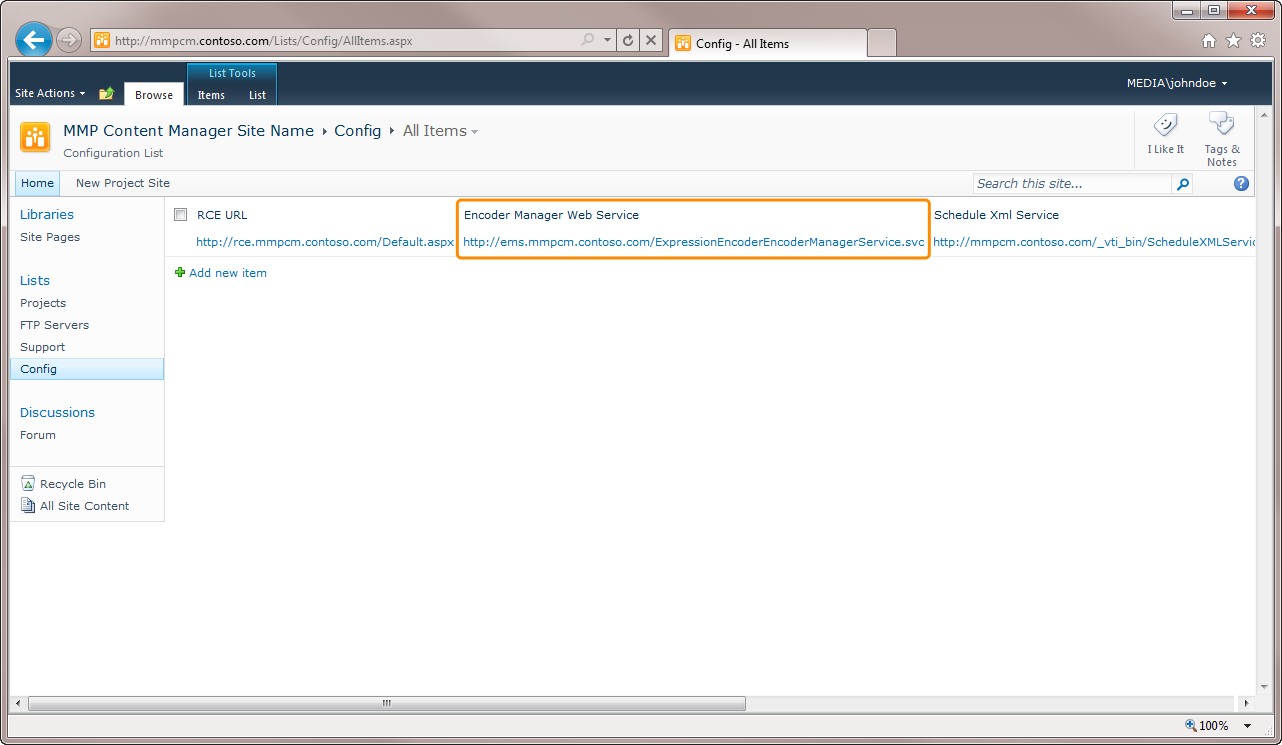 http://mmpcm.contoso.com/Lists/Config/AllItems.aspx
Config - All Items
Site Actions
Browse
List Tools
Items
List
MEDIA\johndoe
MMP Content Manager Site Name
Config
All Items
Configuration List
I Like It
Tags &
Notes
Home
New Project Site
Search this site...
Libraries
Site Pages
Lists
Projects
FTP Servers
Support
Config
Discussions
Forum
Recycle Bin
All Site Content
RCE URL
Encoder Manager Web Service
Schedule Xml Service
http://rce.mmpcm.contoso.com/Default.aspx
http://ems.mmpcm.contoso.com/ExpressionEncoderEncoderManagerService.svc
http://mmpcm.contoso.com/_vti_bin/ScheduleXMLServic
Add new item
100%